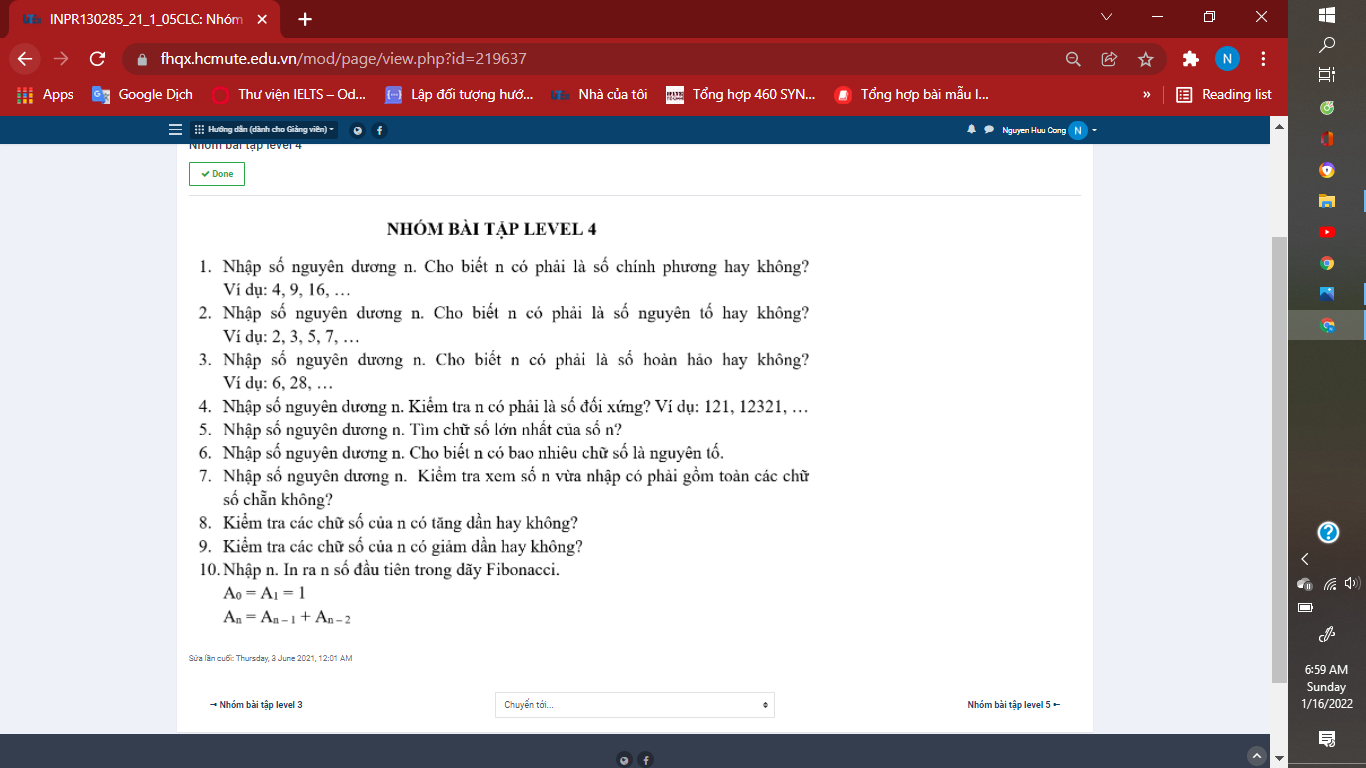 INPR130285_21_1_05CLC: Nhóm
fhqx.hcmute.edu.vn/mod/page/view.php?id=219637
N
Apps Google Dịch Thư viện IELTS – Od... Lập đối tượng hướ... Nhà của tôi Tổng hợp 460 SYN... Tổng hợp bài mẫu I... » Reading list
Hướng dẫn (dành cho Giảng viên) Nguyen Huu Cong N
Nhóm bài tập level 4
Done
NHÓM BÀI TẬP LEVEL 4
1. Nhập số nguyên dương n. Cho biết n có phải là số chính phương hay không?
Ví dụ: 4, 9, 16, …
2. Nhập số nguyên dương n. Cho biết n có phải là số nguyên tố hay không?
Ví dụ: 2, 3, 5, 7, …
3. Nhập số nguyên dương n. Cho biết n có phải là số hoàn hảo hay không?
Ví dụ: 6, 28, …
4. Nhập số nguyên dương n. Kiểm tra n có phải là số đối xứng? Ví dụ: 121, 12321, …
5. Nhập số nguyên dương n. Tìm chữ số lớn nhất của số n?
6. Nhập số nguyên dương n. Cho biết n có bao nhiêu chữ số là nguyên tố.
7. Nhập số nguyên dương n. Kiểm tra xem số n vừa nhập có phải gồm toàn các chữ
số chẵn không?
8. Kiểm tra các chữ số của n có tăng dần hay không?
9. Kiểm tra các chữ số của n có giảm dần hay không?
10. Nhập n. In ra n số đầu tiên trong dãy Fibonacci.
A₀ = A₁ = 1
Aₙ = Aₙ₋₁ + Aₙ₋₂
Sửa lần cuối: Thursday, 3 June 2021, 12:01 AM
Nhóm bài tập level 3 Chuyển tới... Nhóm bài tập level 5
6:59 AM
Sunday
1/16/2022